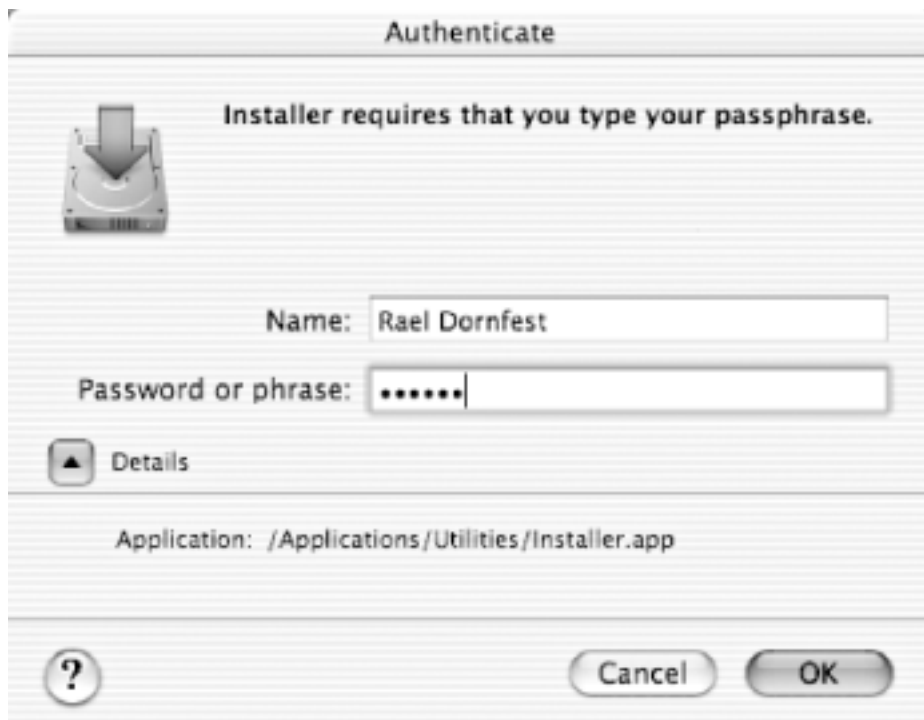 Authenticate
Installer requires that you type your passphrase.
Name: Rael Dornfest
Password or phrase: ••••••
Details
Application: /Applications/Utilities/Installer.app
?
Cancel
OK